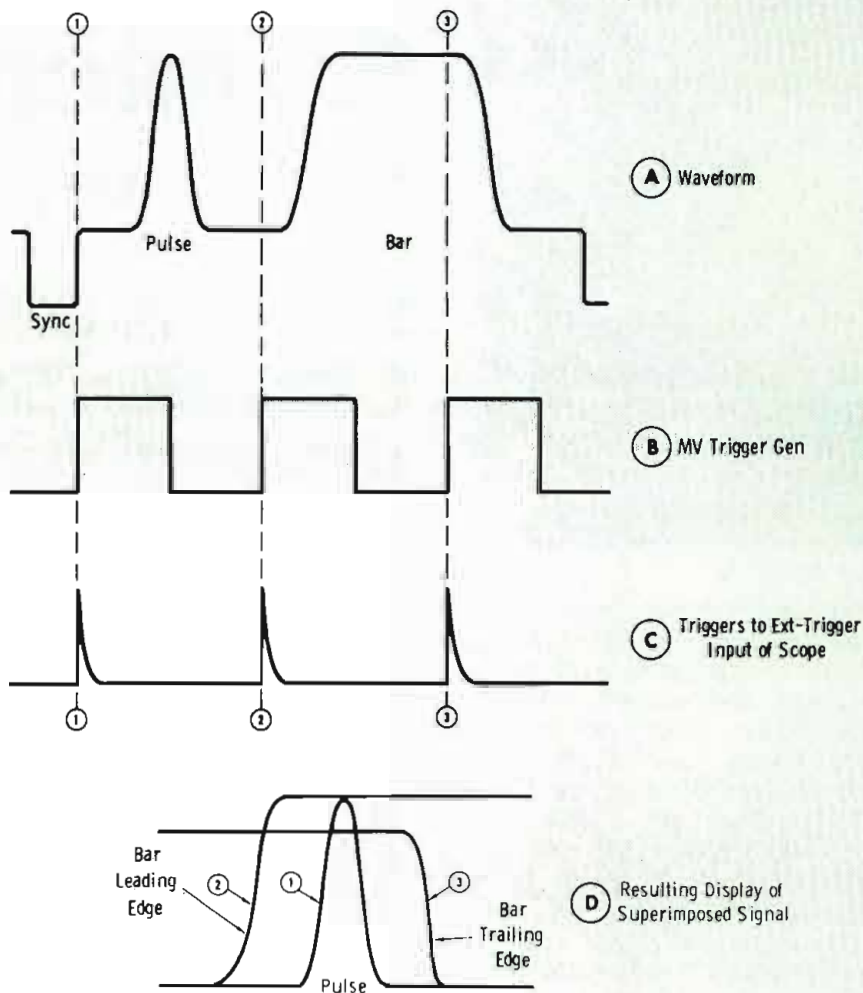 1 2 3
A Waveform
Pulse Bar
Sync
B MV Trigger Gen
C Triggers to Ext-Trigger
Input of Scope
1 2 3
Bar
Leading
Edge
2 1 3
Bar
Trailing
Edge
D Resulting Display of
Superimposed Signal
Pulse